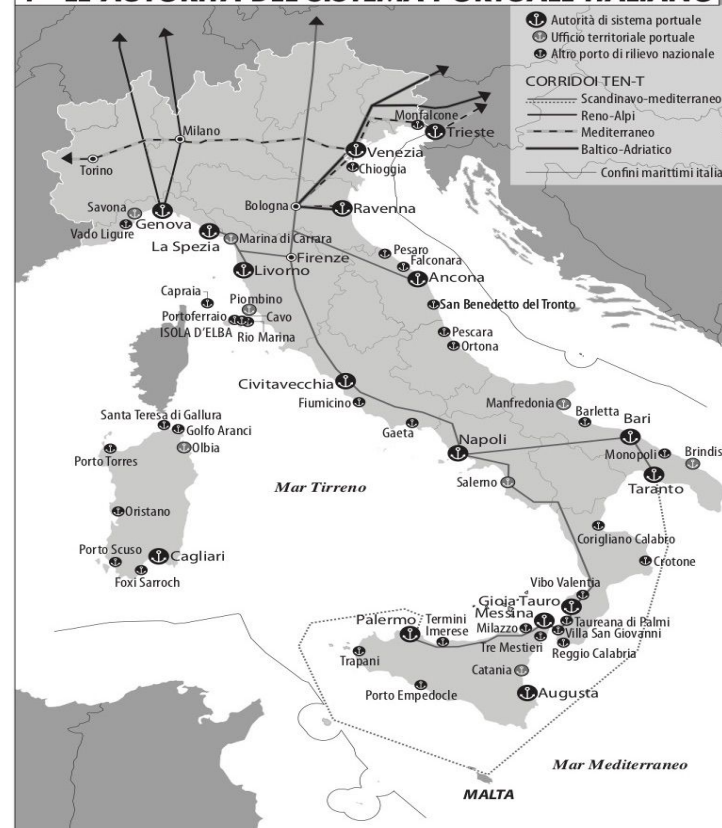 1 - LE AUTORITÀ DEL SISTEMA PORTUALE ITALIANO
Autorità di sistema portuale
Ufficio territoriale portuale
Altro porto di rilievo nazionale
CORRIDOI TEN-T
Scandinavo-mediterraneo
Reno-Alpi
Mediterraneo
Baltico-Adriatico
Confini marittimi italia
Monfalcone
Trieste
Milano
Venezia
Torino
Chioggia
Savona
Bologna
Ravenna
Genova
Vado Ligure
La Spezia
Marina di Carrara
Firenze
Pesaro
Falconara
Livorno
Ancona
Capraia
Piombino
San Benedetto del Tronto
Portoferraio
Cavo
ISOLA D'ELBA
Rio Marina
Pescara
Ortona
Civitavecchia
Fiumicino
Manfredonia
Barletta
Santa Teresa di Gallura
Golfo Aranci
Gaeta
Bari
Olbia
Napoli
Monopoli
Brindis
Porto Torres
Taranto
Mar Tirreno
Salerno
Oristano
Corigliano Calabro
Porto Scuso
Cagliari
Crotone
Foxi Sarroch
Vibo Valentia
Gioia Tauro
Messina
Taureana di Palmi
Palermo
Termini
Imerese
Milazzo
Villa San Giovanni
Tre Mestieri
Reggio Calabria
Trapani
Catania
Porto Empedocle
Augusta
Mar Mediterraneo
MALTA